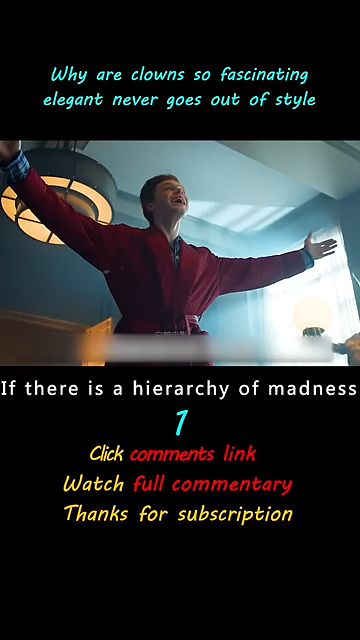 Why are clowns so fascinating
elegant never goes out of style
If there is a hierarchy of madness
1
Click comments link
Watch full commentary
Thanks for subscription